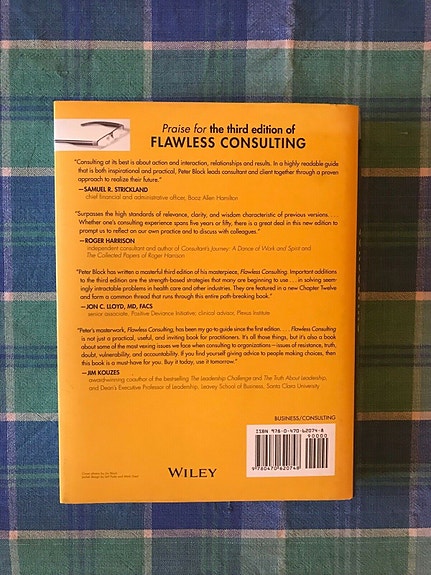 Praise for the third edition of
FLAWLESS CONSULTING
“Consulting at its best is about action and interaction, relationships and results. In a highly readable guide
that is both inspirational and practical, Peter Block leads consultant and client together through a proven
approach to realize their future.”
—SAMUEL R. STRICKLAND
chief financial and administrative officer, Booz Allen Hamilton
“Surpasses the high standards of relevance, clarity, and wisdom characteristic of previous versions. . . .
Whether one’s consulting experience spans five years or fifty, there is a great deal in this new edition to
prompt us to reflect on our own practice and to discuss with colleagues.”
—ROGER HARRISON
independent consultant and author of Consultant’s Journey: A Dance of Work and Spirit and
The Collected Papers of Roger Harrison
“Peter Block has written a masterful third edition of his masterpiece, Flawless Consulting. Important additions
to the third edition are the strength-based strategies that many are beginning to use . . . in solving seem-
ingly intractable problems in health care and other industries. They are featured in a new Chapter Twelve
and form a common thread that runs through this entire path-breaking book.”
—JON C. LLOYD, MD, FACS
senior associate, Positive Deviance Initiative; clinical advisor, Plexus Institute
“Peter’s masterwork, Flawless Consulting, has been my go-to guide since the first edition. . . . Flawless Consulting
is not just a practical, useful, and inviting book for practitioners. It’s all those things, but it’s also a book
about some of the most vexing issues we face when consulting to organizations—issues of resistance, truth,
doubt, vulnerability, and accountability. If you find yourself giving advice to people making choices, then
this book is a must-have for you. Buy it today, use it tomorrow.”
—JIM KOUZES
award-winning coauthor of the best-selling The Leadership Challenge and The Truth About Leadership,
and Dean’s Executive Professor of Leadership, Leavey School of Business, Santa Clara University
BUSINESS/CONSULTING
ISBN 978-0-470-62074-8
90000
9 780470 620748
WILEY